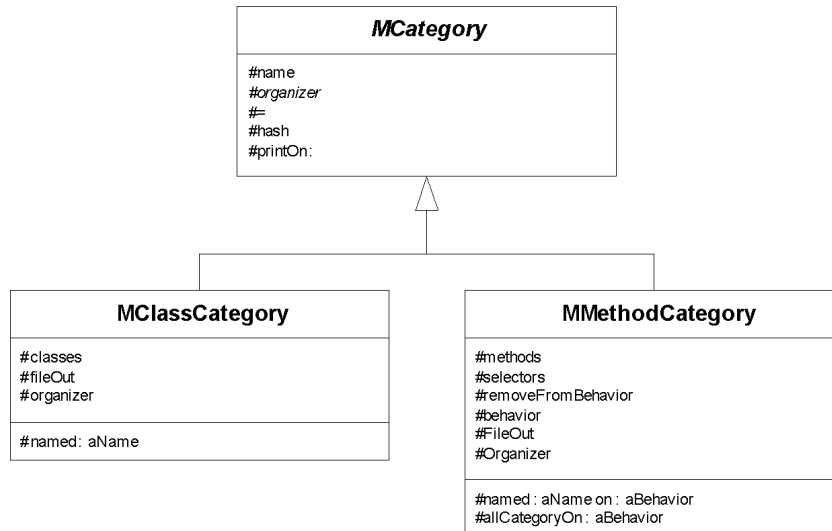 MCategory
#name
#organizer
#=
#hash
#printOn:
MClassCategory
#classes
#fileOut
#organizer
#named: aName
MMethodCategory
#methods
#selectors
#removeFromBehavior
#behavior
#FileOut
#Organizer
#named: aName on: aBehavior
#allCategoryOn: aBehavior